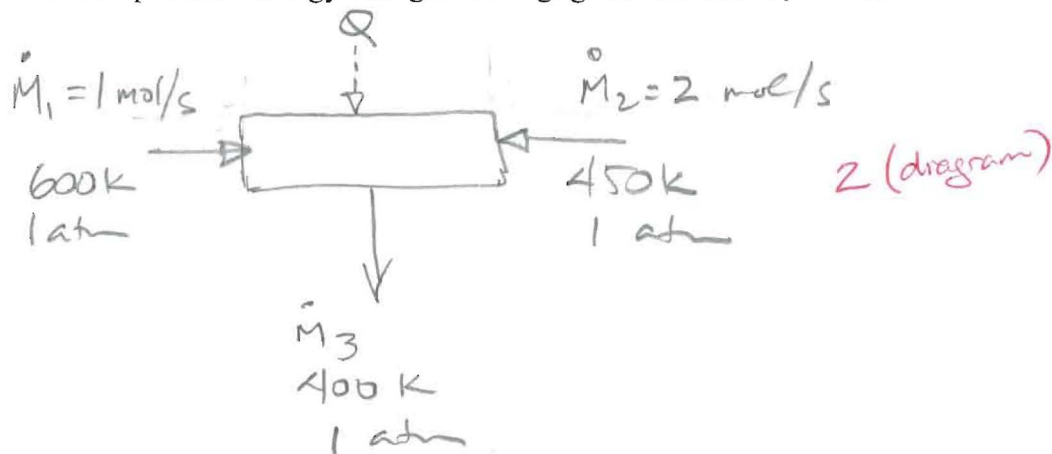 Q
Ṁ₁ = 1 mol/s
600K
1 atm
Ṁ₂ = 2 mol/s
450K
1 atm
2 (diagram)
Ṁ3
400 K
1 atm